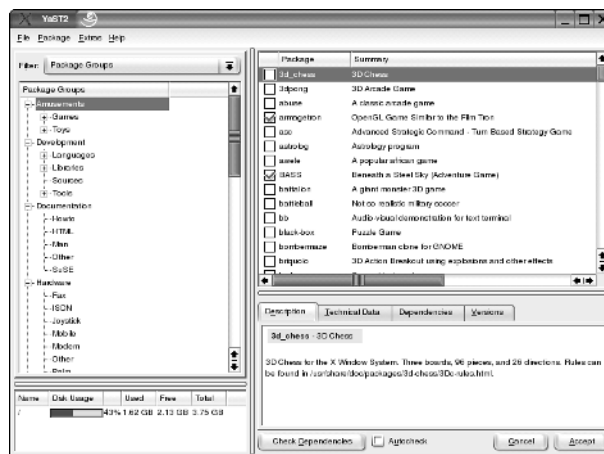 YaST2
File Package Extras Help
Filter: Package Groups
Package Groups
Amusements
Games
Toys
Development
Languages
Libraries
Sources
Tools
Documentation
Howto
HTML
Man
Other
SuSE
Hardware
Fax
ISDN
Joystick
Mobile
Modem
Other
Palm
Name Disk Usage Used Free Total
/ 43% 1.62 GB 2.13 GB 3.75 GB
Package Summary
3d_chess 3D Chess
3dpong 3D Arcade Game
abuse A classic arcade game
armagetron OpenGL Game Similar to the Film Tron
asc Advanced Strategic Command - Turn Based Strategy Game
astrolog Astrology program
awele A popular african game
BASS Beneath a Steel Sky (Adventure Game)
batallion A giant monster 3D game
battleball Not so realistic military soccer
bb Audio-visual demonstration for text terminal
black-box Puzzle Game
bombermaze Bomberman clone for GNOME
briquolo 3D Action Breakout using explosions and other effects
Description Technical Data Dependencies Versions
3d_chess - 3D Chess
3D Chess for the X Window System. Three boards, 96 pieces, and 26 directions. Rules can
be found in /usr/share/doc/packages/3d-chess/3Dc-rules.html.
Check Dependencies Autocheck Cancel Accept